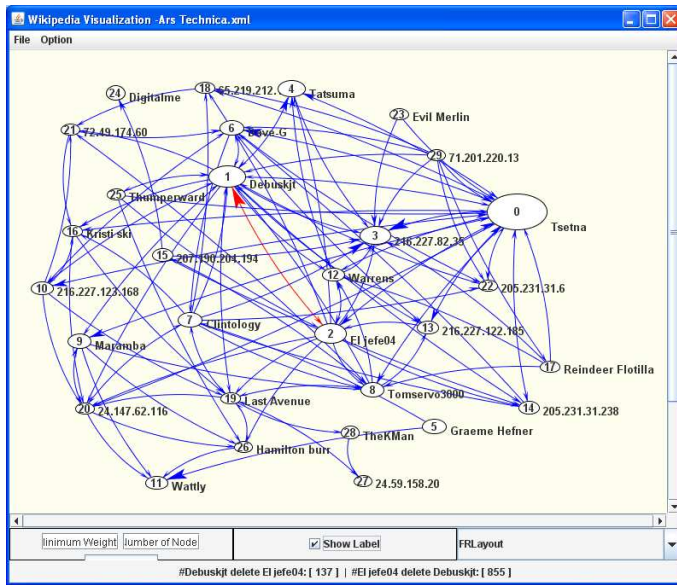 Wikipedia Visualization -Ars Technica.xml
File Option
24 Digitalme
18 65.219.212.
4 Tatsuma
23 Evil Merlin
21 72.49.174.60
6 Dove-G
29 71.201.220.13
1 Debuskjt
25 Thumperward
0 Tsetna
16 Kristi ski
3 216.227.82.35
15 207.190.204.194
12 Warrens
10 216.227.123.168
22 205.231.31.6
7 Clintology
2 El jefe04
13 216.227.122.185
9 Maramba
17 Reindeer Flotilla
8 Tomservo3000
20 24.147.62.116
19 Last Avenue
14 205.231.31.238
5 Graeme Hefner
28 TheKMan
26 Hamilton burr
11 Wattly
27 24.59.158.20
inimum Weight umber of Node
Show Label
FRLayout
#Debuskjt delete El jefe04: [ 137 ] | #El jefe04 delete Debuskjt: [ 855 ]